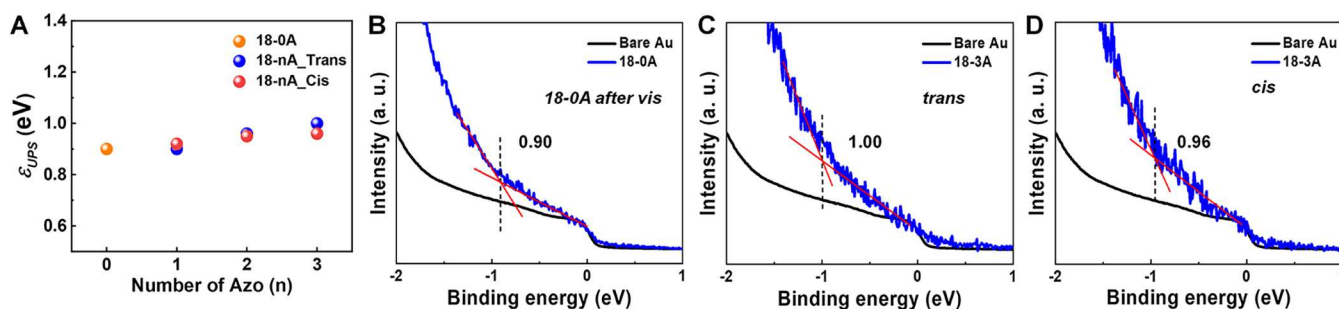 A
ε_UPS (eV)
1.4
1.2
1.0
0.8
0.6
0
1
2
3
Number of Azo (n)
18-0A
18-nA_Trans
18-nA_Cis
B
Intensity (a. u.)
Bare Au
18-0A
18-0A after vis
0.90
-2
-1
0
1
Binding energy (eV)
C
Intensity (a. u.)
Bare Au
18-3A
trans
1.00
-2
-1
0
1
Binding energy (eV)
D
Intensity (a. u.)
Bare Au
18-3A
cis
0.96
-2
-1
0
1
Binding energy (eV)